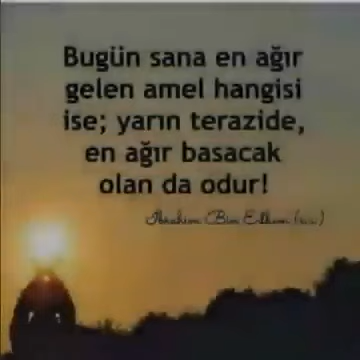 Bugün sana en ağır
gelen amel hangisi
ise; yarın terazide,
en ağır basacak
olan da odur!
İbrahim Bin Edhem